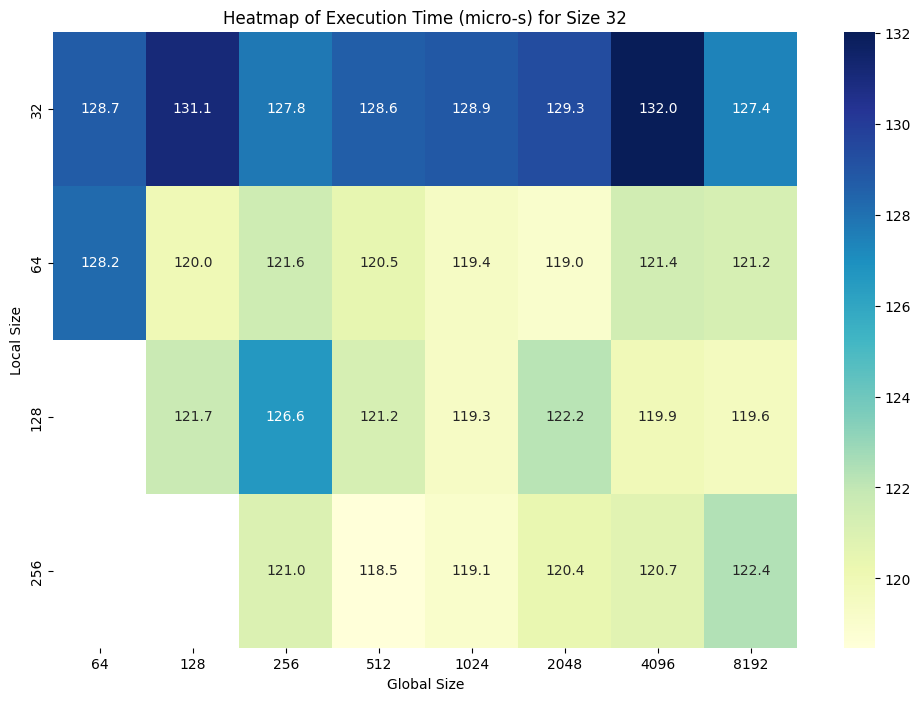 Heatmap of Execution Time (micro-s) for Size 32
32 128.7 131.1 127.8 128.6 128.9 129.3 132.0 127.4
64 128.2 120.0 121.6 120.5 119.4 119.0 121.4 121.2
128 121.7 126.6 121.2 119.3 122.2 119.9 119.6
256 121.0 118.5 119.1 120.4 120.7 122.4
64 128 256 512 1024 2048 4096 8192
Global Size
Local Size
132
130
128
126
124
122
120